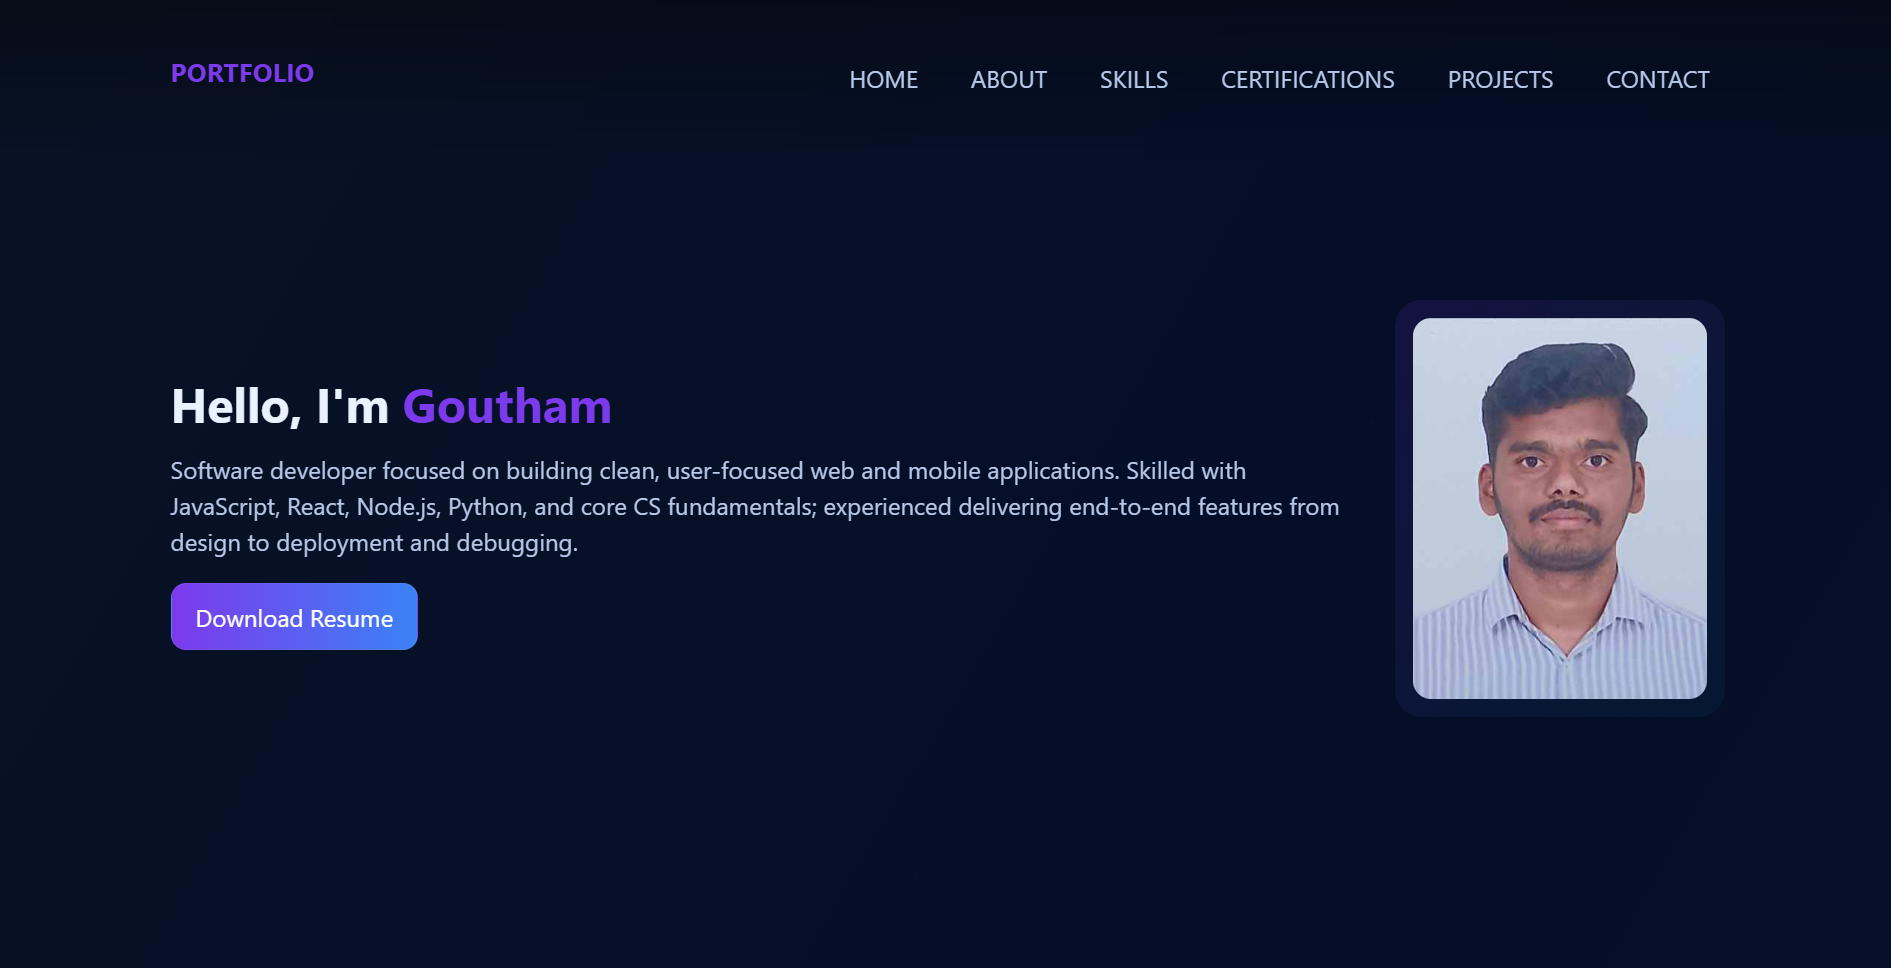 PORTFOLIO
HOME ABOUT SKILLS CERTIFICATIONS PROJECTS CONTACT
Hello, I'm Goutham
Software developer focused on building clean, user-focused web and mobile applications. Skilled with
JavaScript, React, Node.js, Python, and core CS fundamentals; experienced delivering end-to-end features from
design to deployment and debugging.
Download Resume